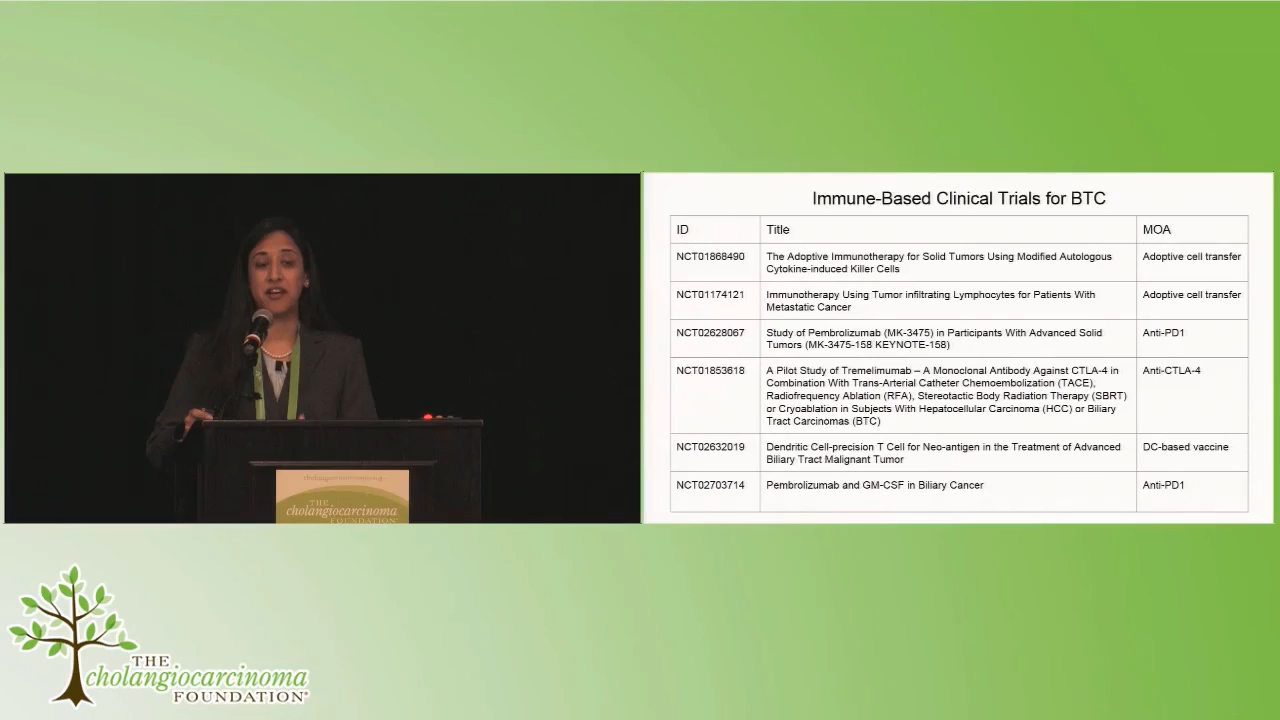 Immune-Based Clinical Trials for BTC
ID Title MOA
NCT01868490 The Adoptive Immunotherapy for Solid Tumors Using Modified Autologous Adoptive cell transfer
Cytokine-induced Killer Cells
NCT01174121 Immunotherapy Using Tumor infiltrating Lymphocytes for Patients With Adoptive cell transfer
Metastatic Cancer
NCT02628067 Study of Pembrolizumab (MK-3475) in Participants With Advanced Solid Anti-PD1
Tumors (MK-3475-158 KEYNOTE-158)
NCT01853618 A Pilot Study of Tremelimumab – A Monoclonal Antibody Against CTLA-4 in Anti-CTLA-4
Combination With Trans-Arterial Catheter Chemoembolization (TACE),
Radiofrequency Ablation (RFA), Stereotactic Body Radiation Therapy (SBRT)
or Cryoablation in Subjects With Hepatocellular Carcinoma (HCC) or Biliary
Tract Carcinomas (BTC)
NCT02632019 Dendritic Cell-precision T Cell for Neo-antigen in the Treatment of Advanced DC-based vaccine
Biliary Tract Malignant Tumor
NCT02703714 Pembrolizumab and GM-CSF in Biliary Cancer Anti-PD1
THE
cholangiocarcinoma
FOUNDATION
THE
cholangiocarcinoma
FOUNDATION®